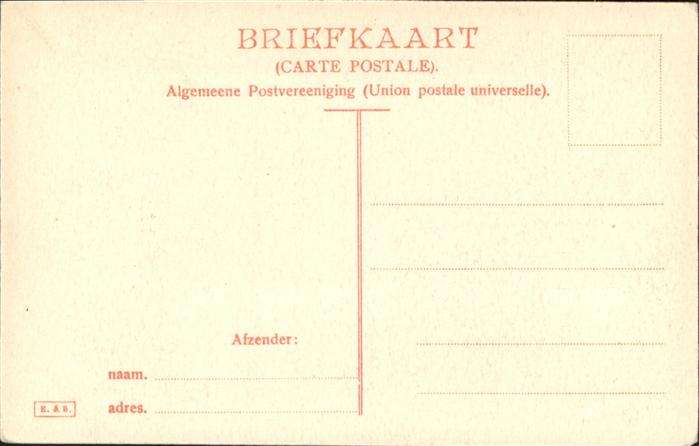 BRIEFKAART
(CARTE POSTALE).
Algemeene Postvereeniging (Union postale universelle).
Afzender:
naam.
adres.
E. & B.